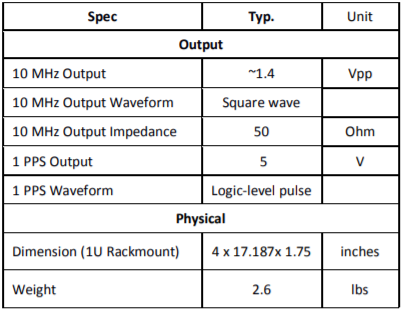 Spec Typ. Unit
Output
10 MHz Output ~1.4 Vpp
10 MHz Output Waveform Square wave
10 MHz Output Impedance 50 Ohm
1 PPS Output 5 V
1 PPS Waveform Logic-level pulse
Physical
Dimension (1U Rackmount) 4 x 17.187x 1.75 inches
Weight 2.6 lbs